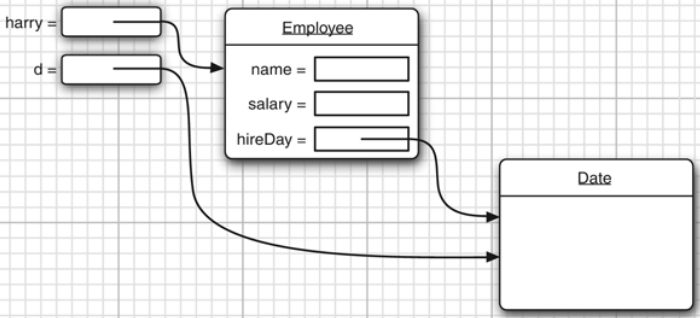 harry =
d =
Employee
name =
salary =
hireDay =
Date